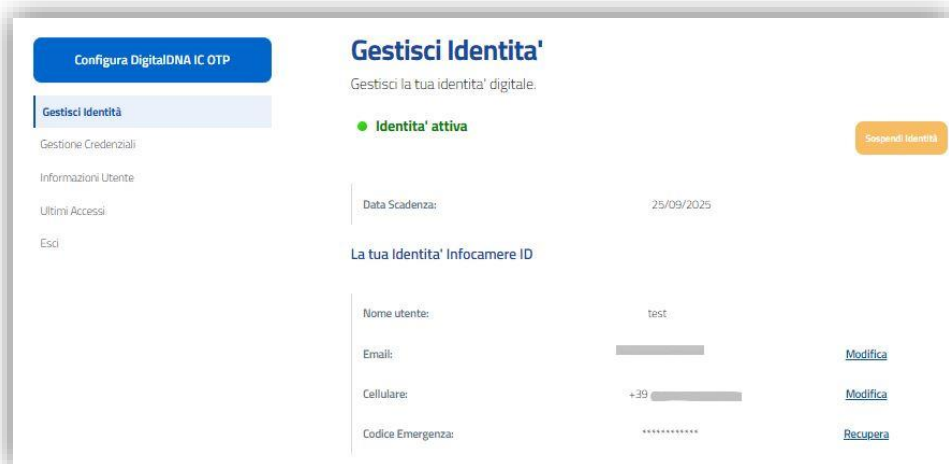 Configura DigitalDNA IC OTP
Gestisci Identità
Gestione Credenziali
Informazioni Utente
Ultimi Accessi
Esci
Gestisci Identita'
Gestisci la tua identita' digitale.
Identita' attiva
Sospendi Identità
Data Scadenza: 25/09/2025
La tua Identita' Infocamere ID
Nome utente: test
Email: Modifica
Cellulare: +39 Modifica
Codice Emergenza: ************ Recupera